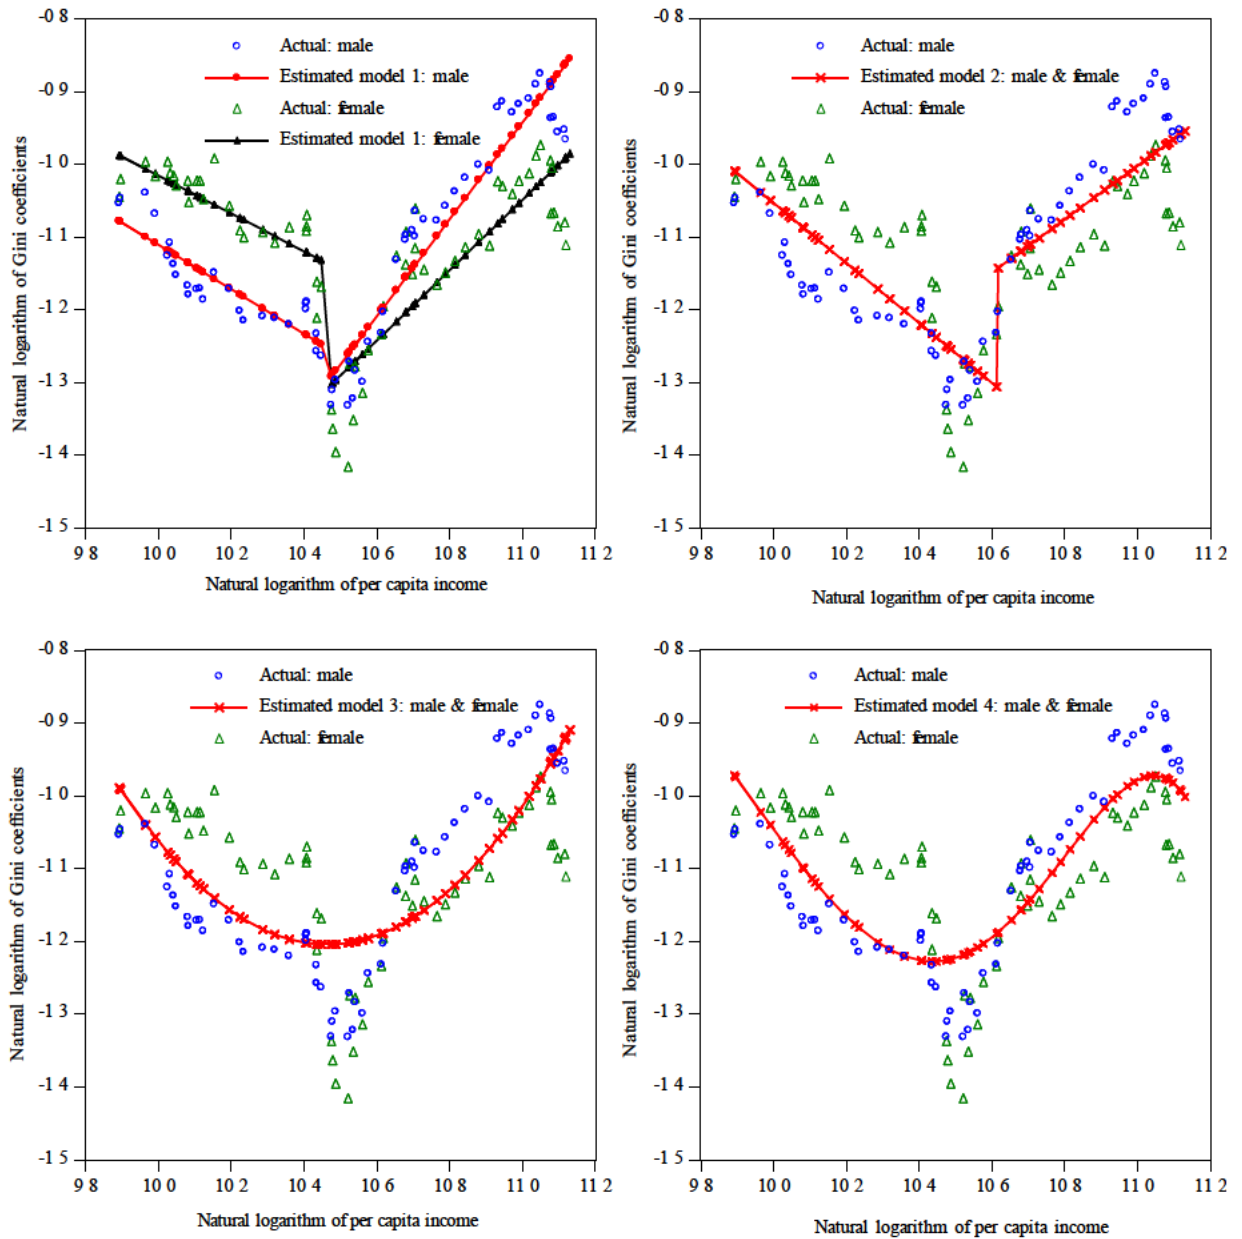 -0 8
-0 9
-1 0
-1 1
-1 2
-1 3
-1 4
-1 5
Natural logarithm of Gini coefficients
Actual: male
Estimated model 1: male
Actual: female
Estimated model 1: female
9 8 10 0 10 2 10 4 10 6 10 8 11 0 11 2
Natural logarithm of per capita income
-0 8
-0 9
-1 0
-1 1
-1 2
-1 3
-1 4
-1 5
Natural logarithm of Gini coefficients
Actual: male
Estimated model 2: male & female
Actual: female
9 8 10 0 10 2 10 4 10 6 10 8 11 0 11 2
Natural logarithm of per capita income
-0 8
-0 9
-1 0
-1 1
-1 2
-1 3
-1 4
-1 5
Natural logarithm of Gini coefficients
Actual: male
Estimated model 3: male & female
Actual: female
9 8 10 0 10 2 10 4 10 6 10 8 11 0 11 2
Natural logarithm of per capita income
-0 8
-0 9
-1 0
-1 1
-1 2
-1 3
-1 4
-1 5
Natural logarithm of Gini coefficients
Actual: male
Estimated model 4: male & female
Actual: female
9 8 10 0 10 2 10 4 10 6 10 8 11 0 11 2
Natural logarithm of per capita income